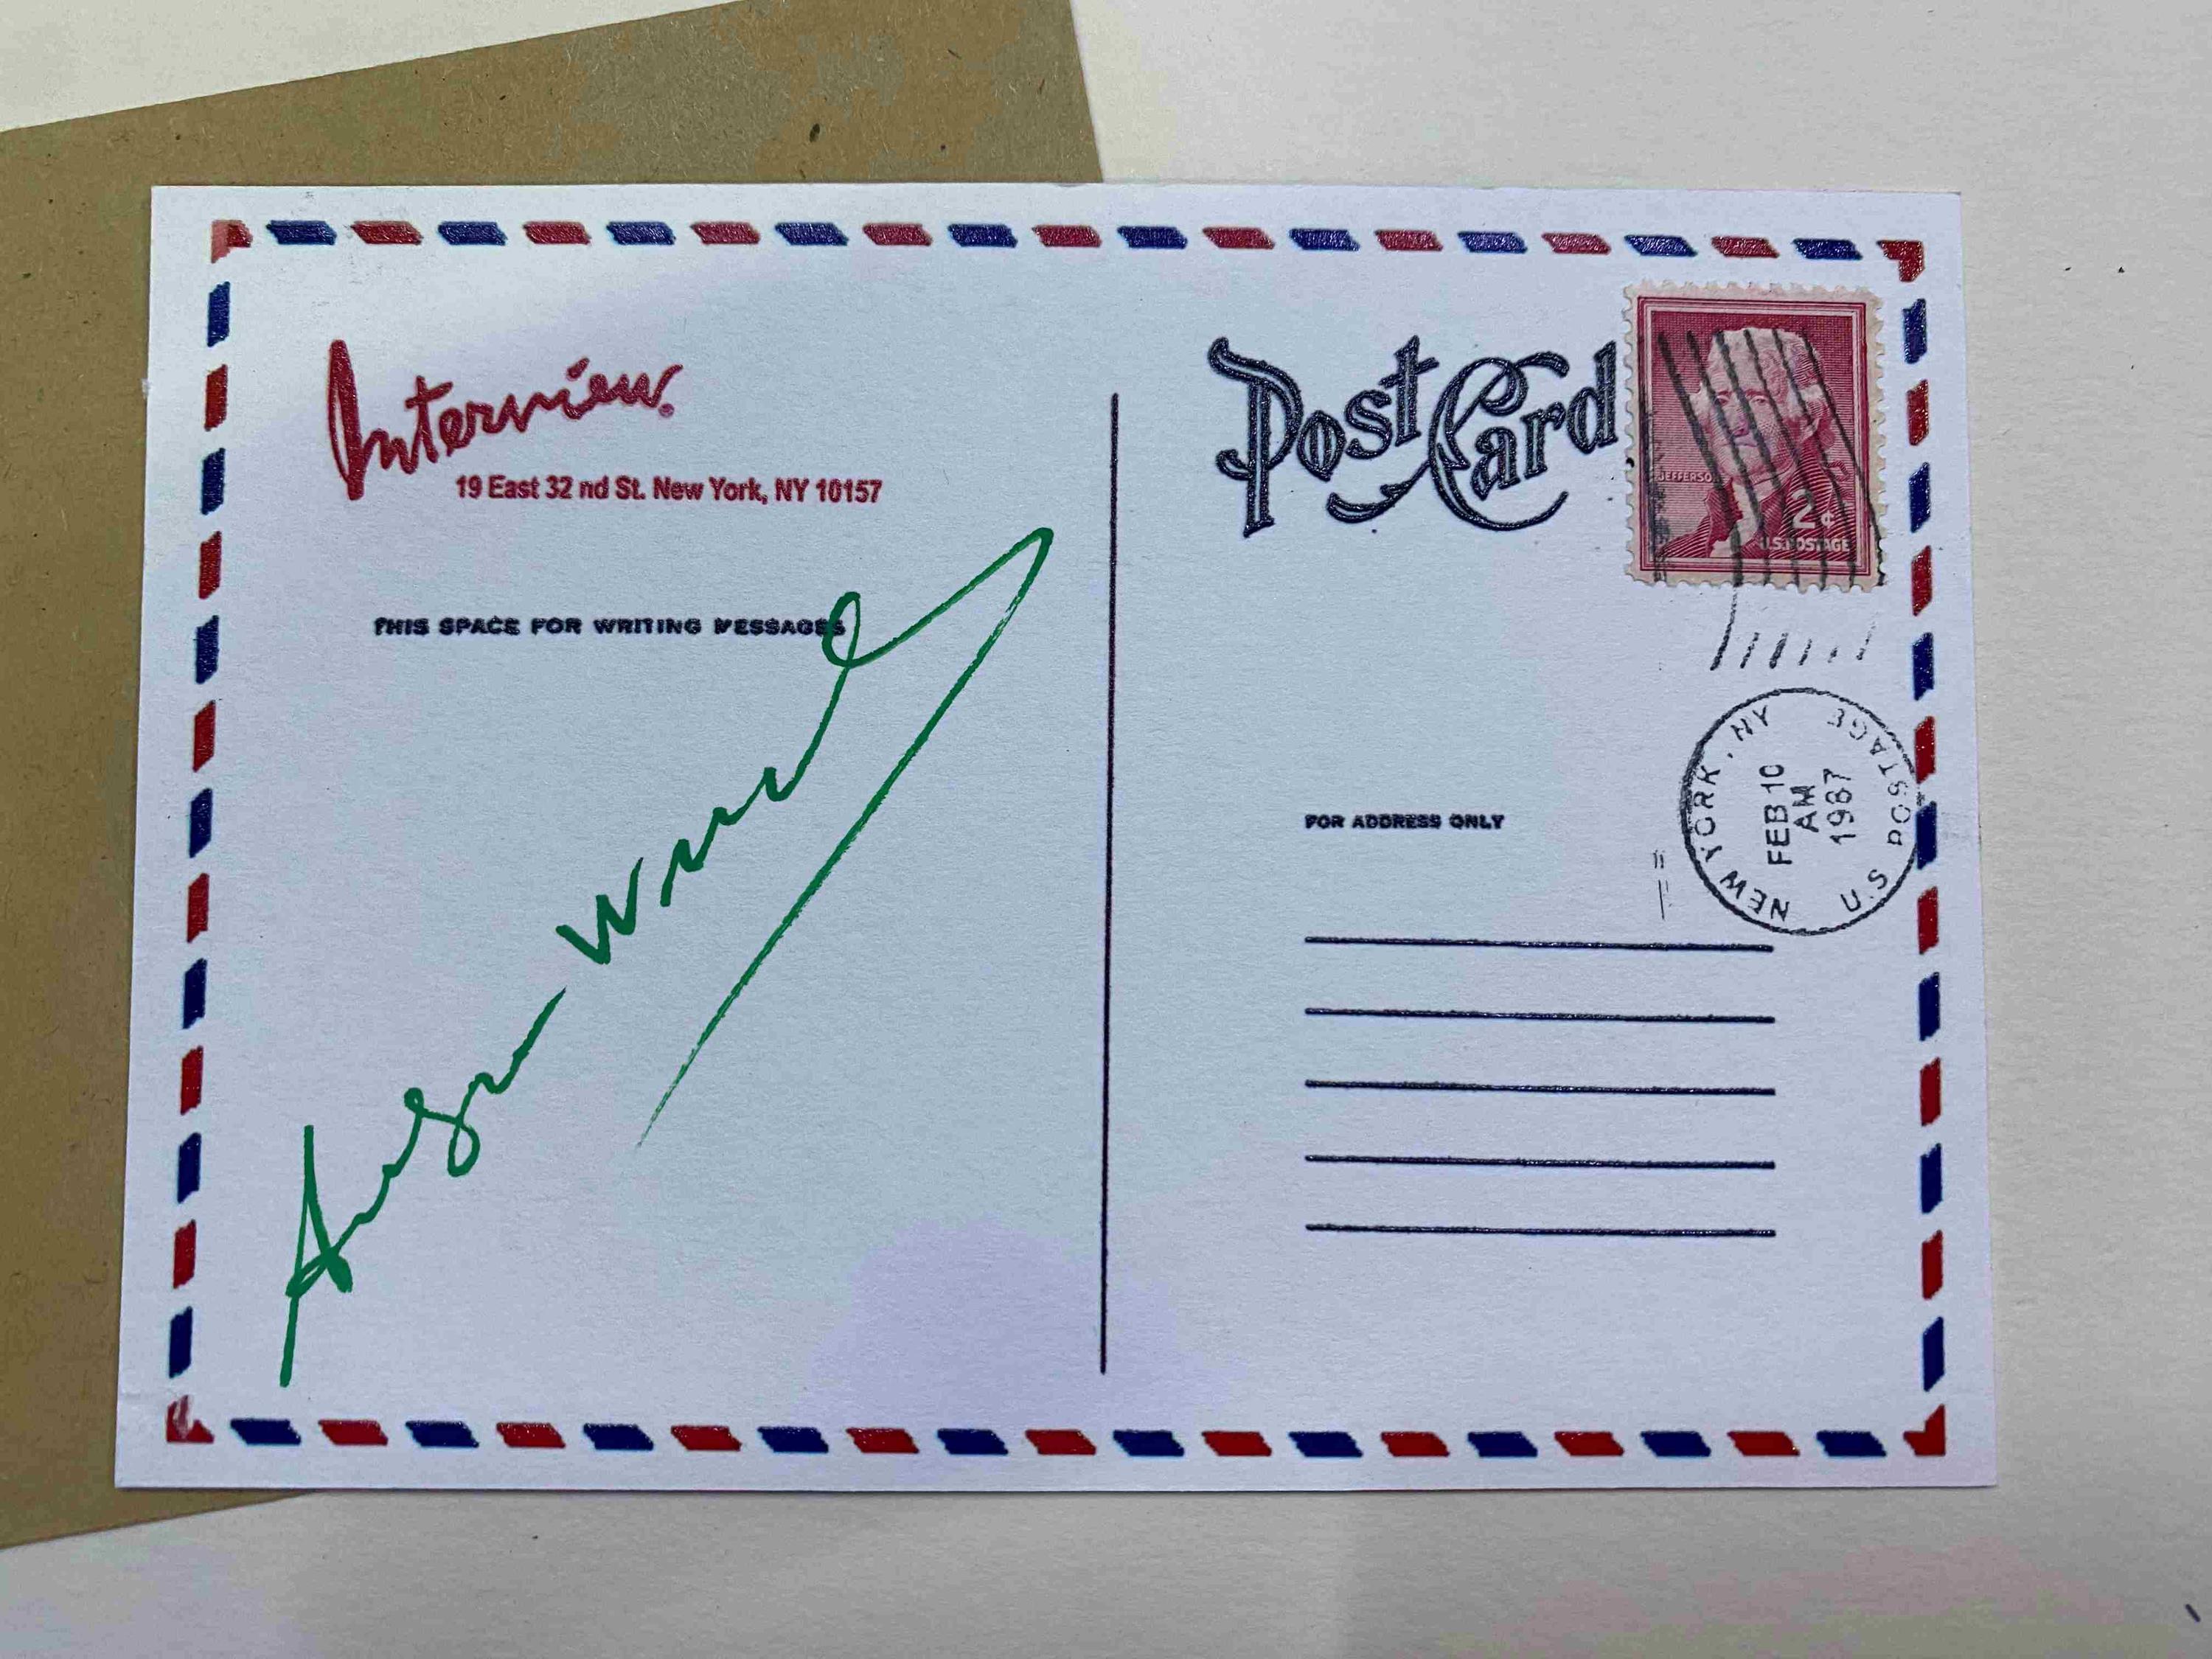 Interview
19 East 32 nd St. New York, NY 10157
THIS SPACE FOR WRITING MESSAGES
Post Card
JEFFERSO
2¢
U.S. POSTAGE
NEW YORK, NY
FEB 10
AM
1987
U.S POSTAGE
FOR ADDRESS ONLY